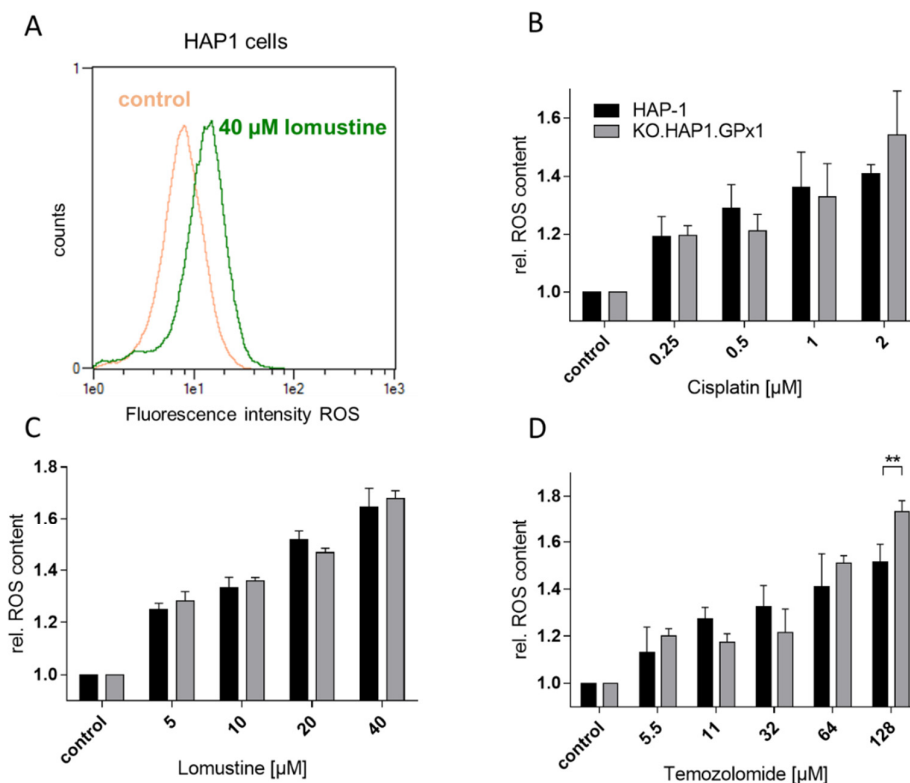 A
HAP1 cells
1
control
40 µM lomustine
counts
0
1e0 1e1 1e2 1e3
Fluorescence intensity ROS
B
HAP-1
KO.HAP1.GPx1
rel. ROS content
1.6
1.4
1.2
1.0
control 0.25 0.5 1 2
Cisplatin [µM]
C
rel. ROS content
1.8
1.6
1.4
1.2
1.0
control 5 10 20 40
Lomustine [µM]
D
**
rel. ROS content
1.8
1.6
1.4
1.2
1.0
control 5.5 11 32 64 128
Temozolomide [µM]